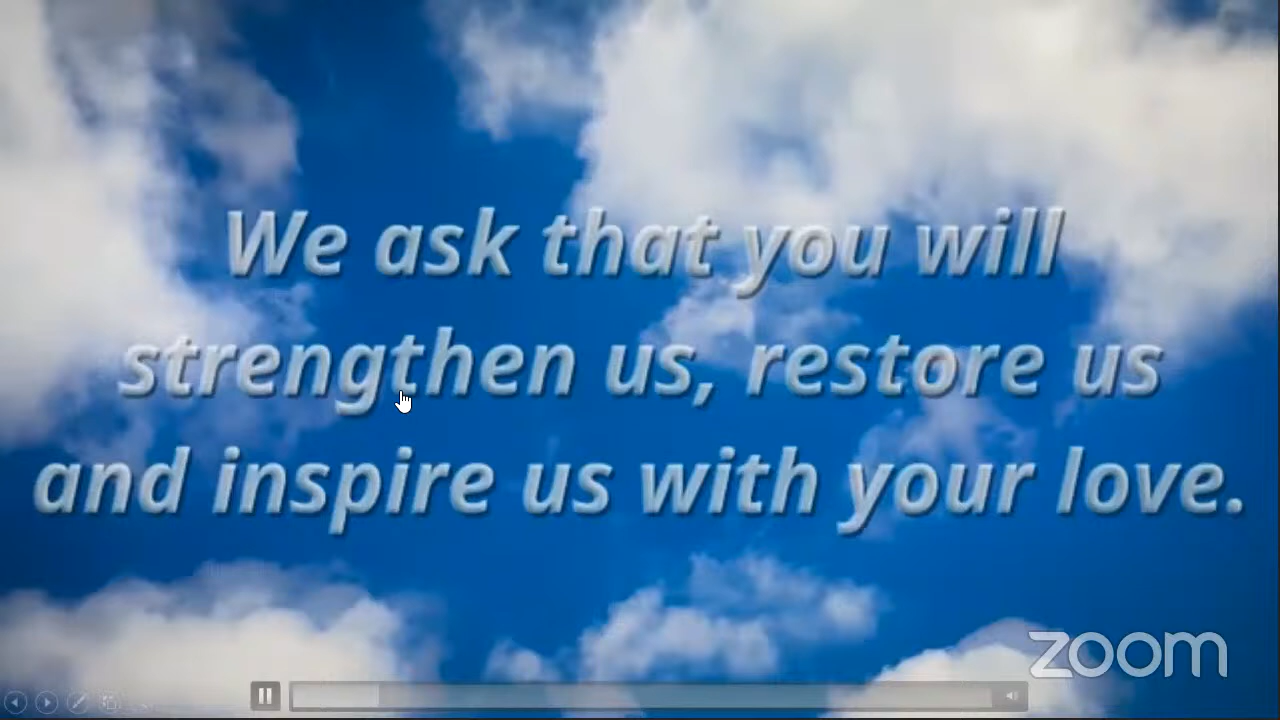 We ask that you will
strengthen us, restore us
and inspire us with your love.
zoom